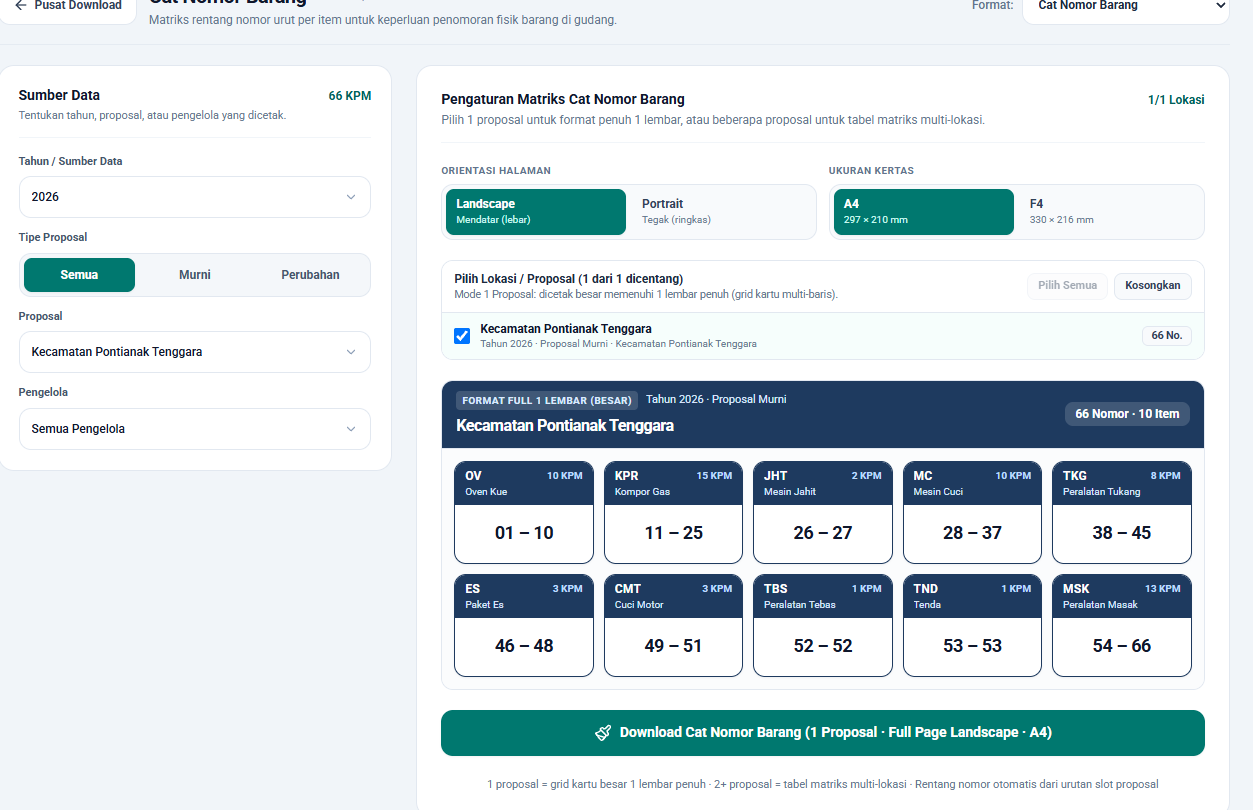 Pusat Download
Cat Nomor Barang
Matriks rentang nomor urut per item untuk keperluan penomoran fisik barang di gudang.
Format:
Cat Nomor Barang
Sumber Data
66 KPM
Tentukan tahun, proposal, atau pengelola yang dicetak.
Tahun / Sumber Data
2026
Tipe Proposal
Semua
Murni
Perubahan
Proposal
Kecamatan Pontianak Tenggara
Pengelola
Semua Pengelola
Pengaturan Matriks Cat Nomor Barang
1/1 Lokasi
Pilih 1 proposal untuk format penuh 1 lembar, atau beberapa proposal untuk tabel matriks multi-lokasi.
ORIENTASI HALAMAN
Landscape
Mendatar (lebar)
Portrait
Tegak (ringkas)
UKURAN KERTAS
A4
297 × 210 mm
F4
330 × 216 mm
Pilih Lokasi / Proposal (1 dari 1 dicentang)
Mode 1 Proposal: dicetak besar memenuhi 1 lembar penuh (grid kartu multi-baris).
Pilih Semua
Kosongkan
Kecamatan Pontianak Tenggara
Tahun 2026 · Proposal Murni · Kecamatan Pontianak Tenggara
66 No.
FORMAT FULL 1 LEMBAR (BESAR)
Tahun 2026 · Proposal Murni
Kecamatan Pontianak Tenggara
66 Nomor · 10 Item
OV
10 KPM
Oven Kue
01 – 10
KPR
15 KPM
Kompor Gas
11 – 25
JHT
2 KPM
Mesin Jahit
26 – 27
MC
10 KPM
Mesin Cuci
28 – 37
TKG
8 KPM
Peralatan Tukang
38 – 45
ES
3 KPM
Paket Es
46 – 48
CMT
3 KPM
Cuci Motor
49 – 51
TBS
1 KPM
Peralatan Tebas
52 – 52
TND
1 KPM
Tenda
53 – 53
MSK
13 KPM
Peralatan Masak
54 – 66
Download Cat Nomor Barang (1 Proposal · Full Page Landscape · A4)
1 proposal = grid kartu besar 1 lembar penuh · 2+ proposal = tabel matriks multi-lokasi · Rentang nomor otomatis dari urutan slot proposal